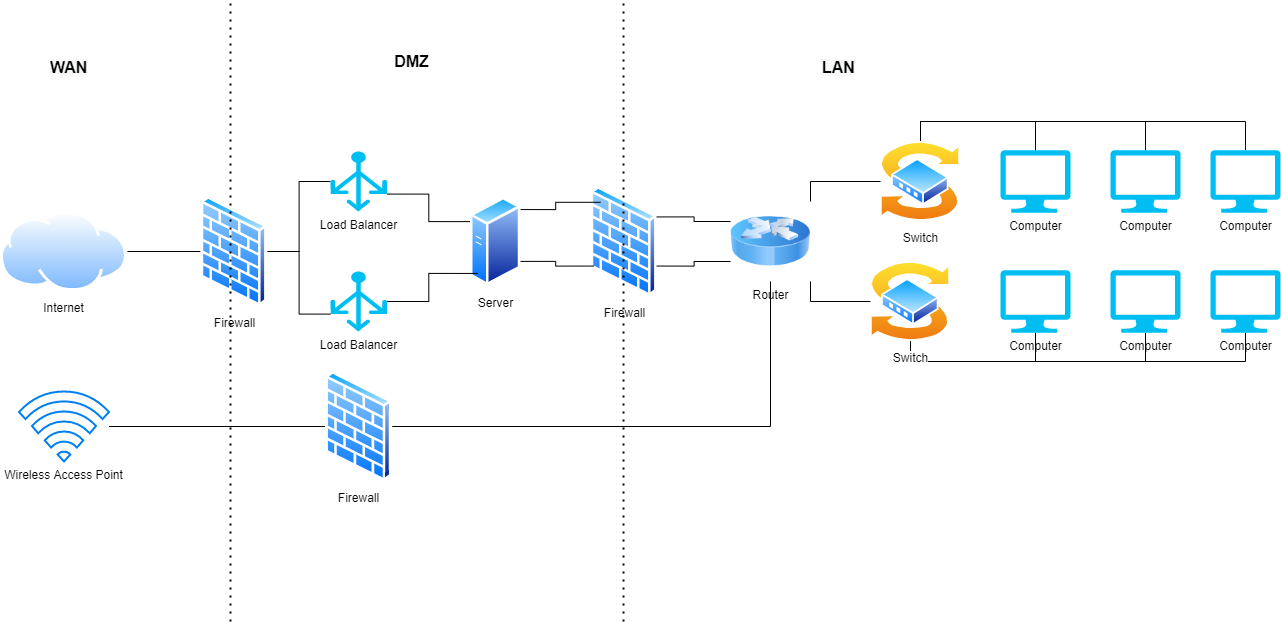 WAN
DMZ
LAN
Load Balancer
Computer
Computer
Computer
Switch
Internet
Firewall
Server
Firewall
Router
Load Balancer
Computer
Computer
Computer
Switch
Wireless Access Point
Firewall